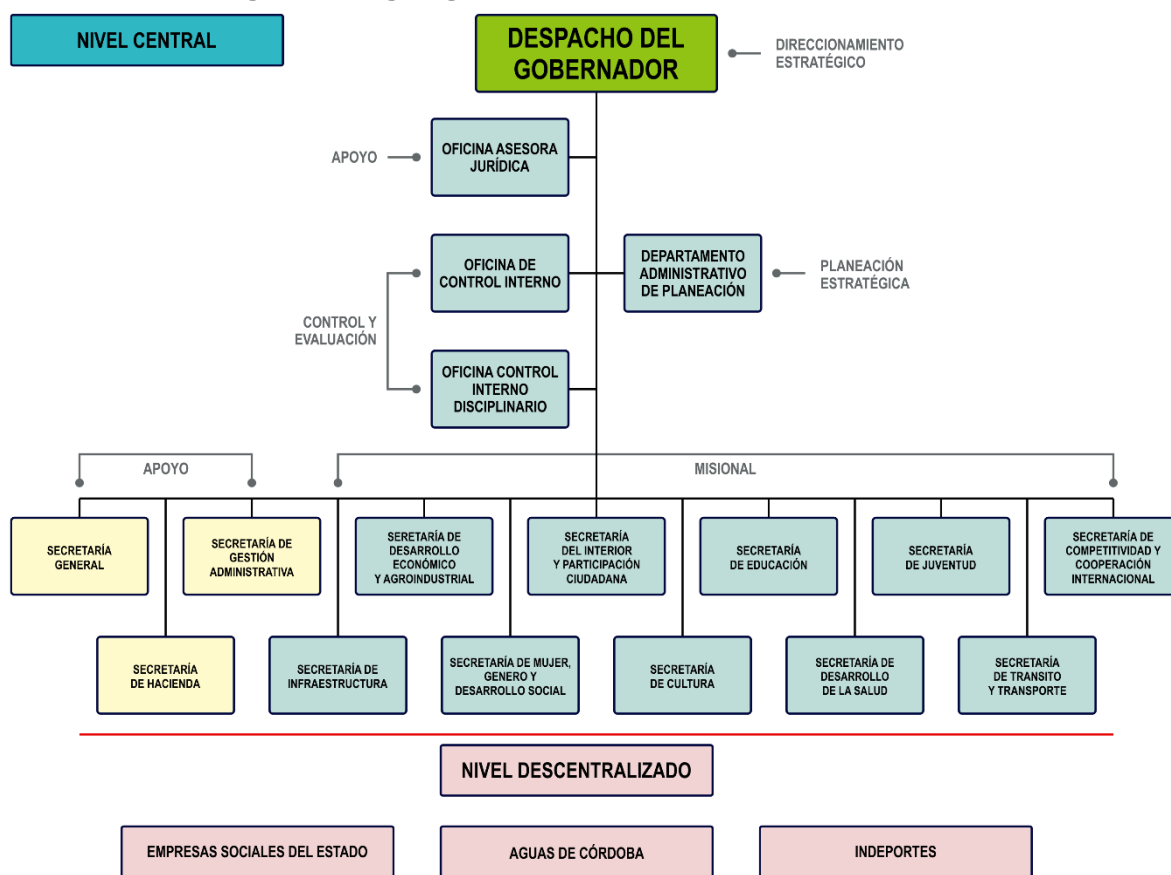 NIVEL CENTRAL
DESPACHO DEL
GOBERNADOR
DIRECCIONAMIENTO
ESTRATÉGICO
APOYO
OFICINA ASESORA
JURÍDICA
OFICINA DE
CONTROL INTERNO
DEPARTAMENTO
ADMINISTRATIVO
DE PLANEACIÓN
PLANEACIÓN
ESTRATÉGICA
CONTROL Y
EVALUACIÓN
OFICINA CONTROL
INTERNO
DISCIPLINARIO
APOYO
MISIONAL
SECRETARÍA
GENERAL
SECRETARÍA DE
GESTIÓN
ADMINISTRATIVA
SERETARÍA DE
DESARROLLO
ECONÓMICO
Y AGROINDUSTRIAL
SECRETARÍA
DEL INTERIOR
Y PARTICIPACIÓN
CIUDADANA
SECRETARÍA
DE EDUCACIÓN
SECRETARÍA
DE JUVENTUD
SECRETARÍA DE
COMPETITIVIDAD Y
COOPERACIÓN
INTERNACIONAL
SECRETARÍA
DE HACIENDA
SECRETARÍA DE
INFRAESTRUCTURA
SECRETARÍA DE MUJER,
GENERO Y
DESARROLLO SOCIAL
SECRETARÍA
DE CULTURA
SECRETARÍA DE
DESARROLLO
DE LA SALUD
SECRETARÍA
DE TRANSITO
Y TRANSPORTE
NIVEL DESCENTRALIZADO
EMPRESAS SOCIALES DEL ESTADO
AGUAS DE CÓRDOBA
INDEPORTES